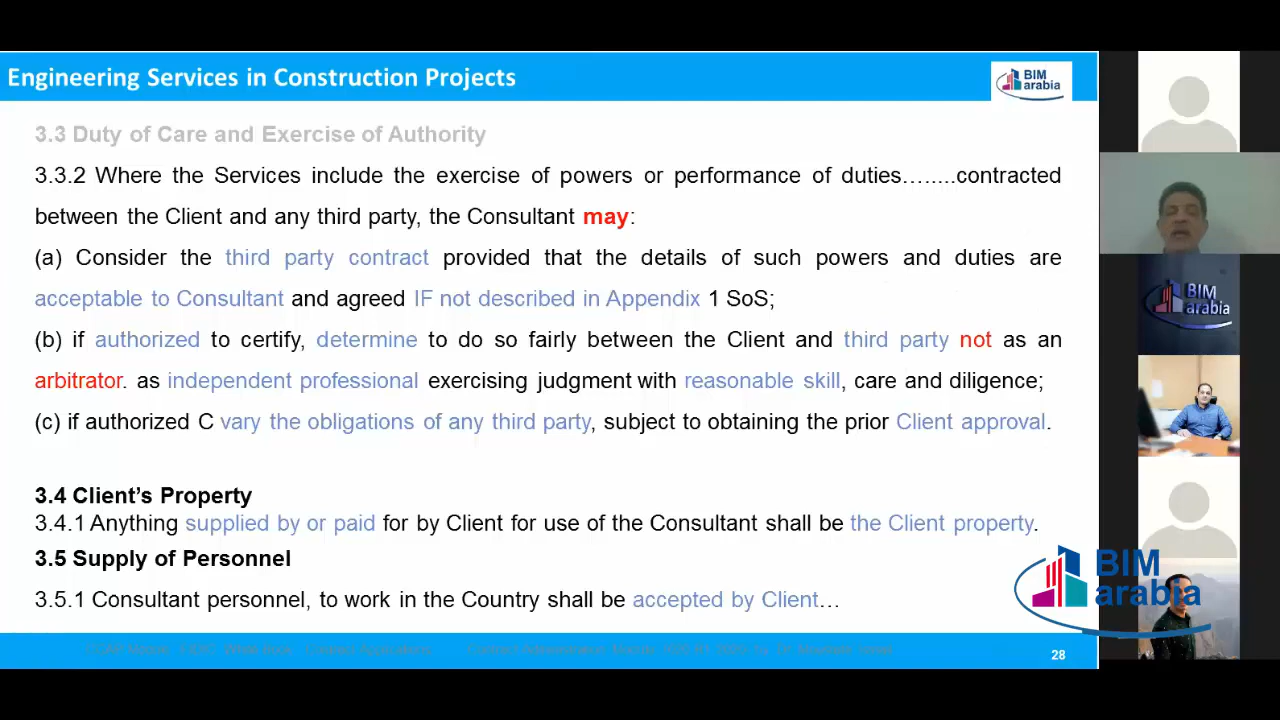 Engineering Services in Construction Projects
BIM
arabia
3.3 Duty of Care and Exercise of Authority
3.3.2 Where the Services include the exercise of powers or performance of duties…....contracted
between the Client and any third party, the Consultant may:
(a) Consider the third party contract provided that the details of such powers and duties are
acceptable to Consultant and agreed IF not described in Appendix 1 SoS;
(b) if authorized to certify, determine to do so fairly between the Client and third party not as an
arbitrator. as independent professional exercising judgment with reasonable skill, care and diligence;
(c) if authorized C vary the obligations of any third party, subject to obtaining the prior Client approval.
3.4 Client's Property
3.4.1 Anything supplied by or paid for by Client for use of the Consultant shall be the Client property.
3.5 Supply of Personnel
3.5.1 Consultant personnel, to work in the Country shall be accepted by Client…
28
BIM
arabia
BIM
arabia